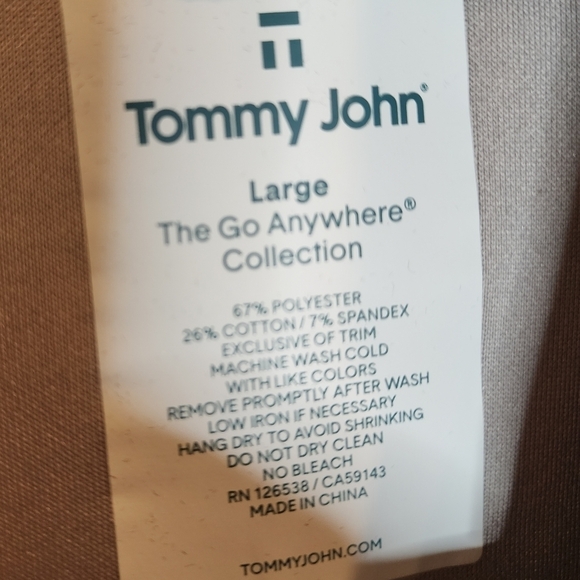 Tommy John®
Large
The Go Anywhere®
Collection
67% POLYESTER
26% COTTON / 7% SPANDEX
EXCLUSIVE OF TRIM
MACHINE WASH COLD
WITH LIKE COLORS
REMOVE PROMPTLY AFTER WASH
LOW IRON IF NECESSARY
HANG DRY TO AVOID SHRINKING
DO NOT DRY CLEAN
NO BLEACH
RN 126538 / CA59143
MADE IN CHINA
TOMMYJOHN.COM